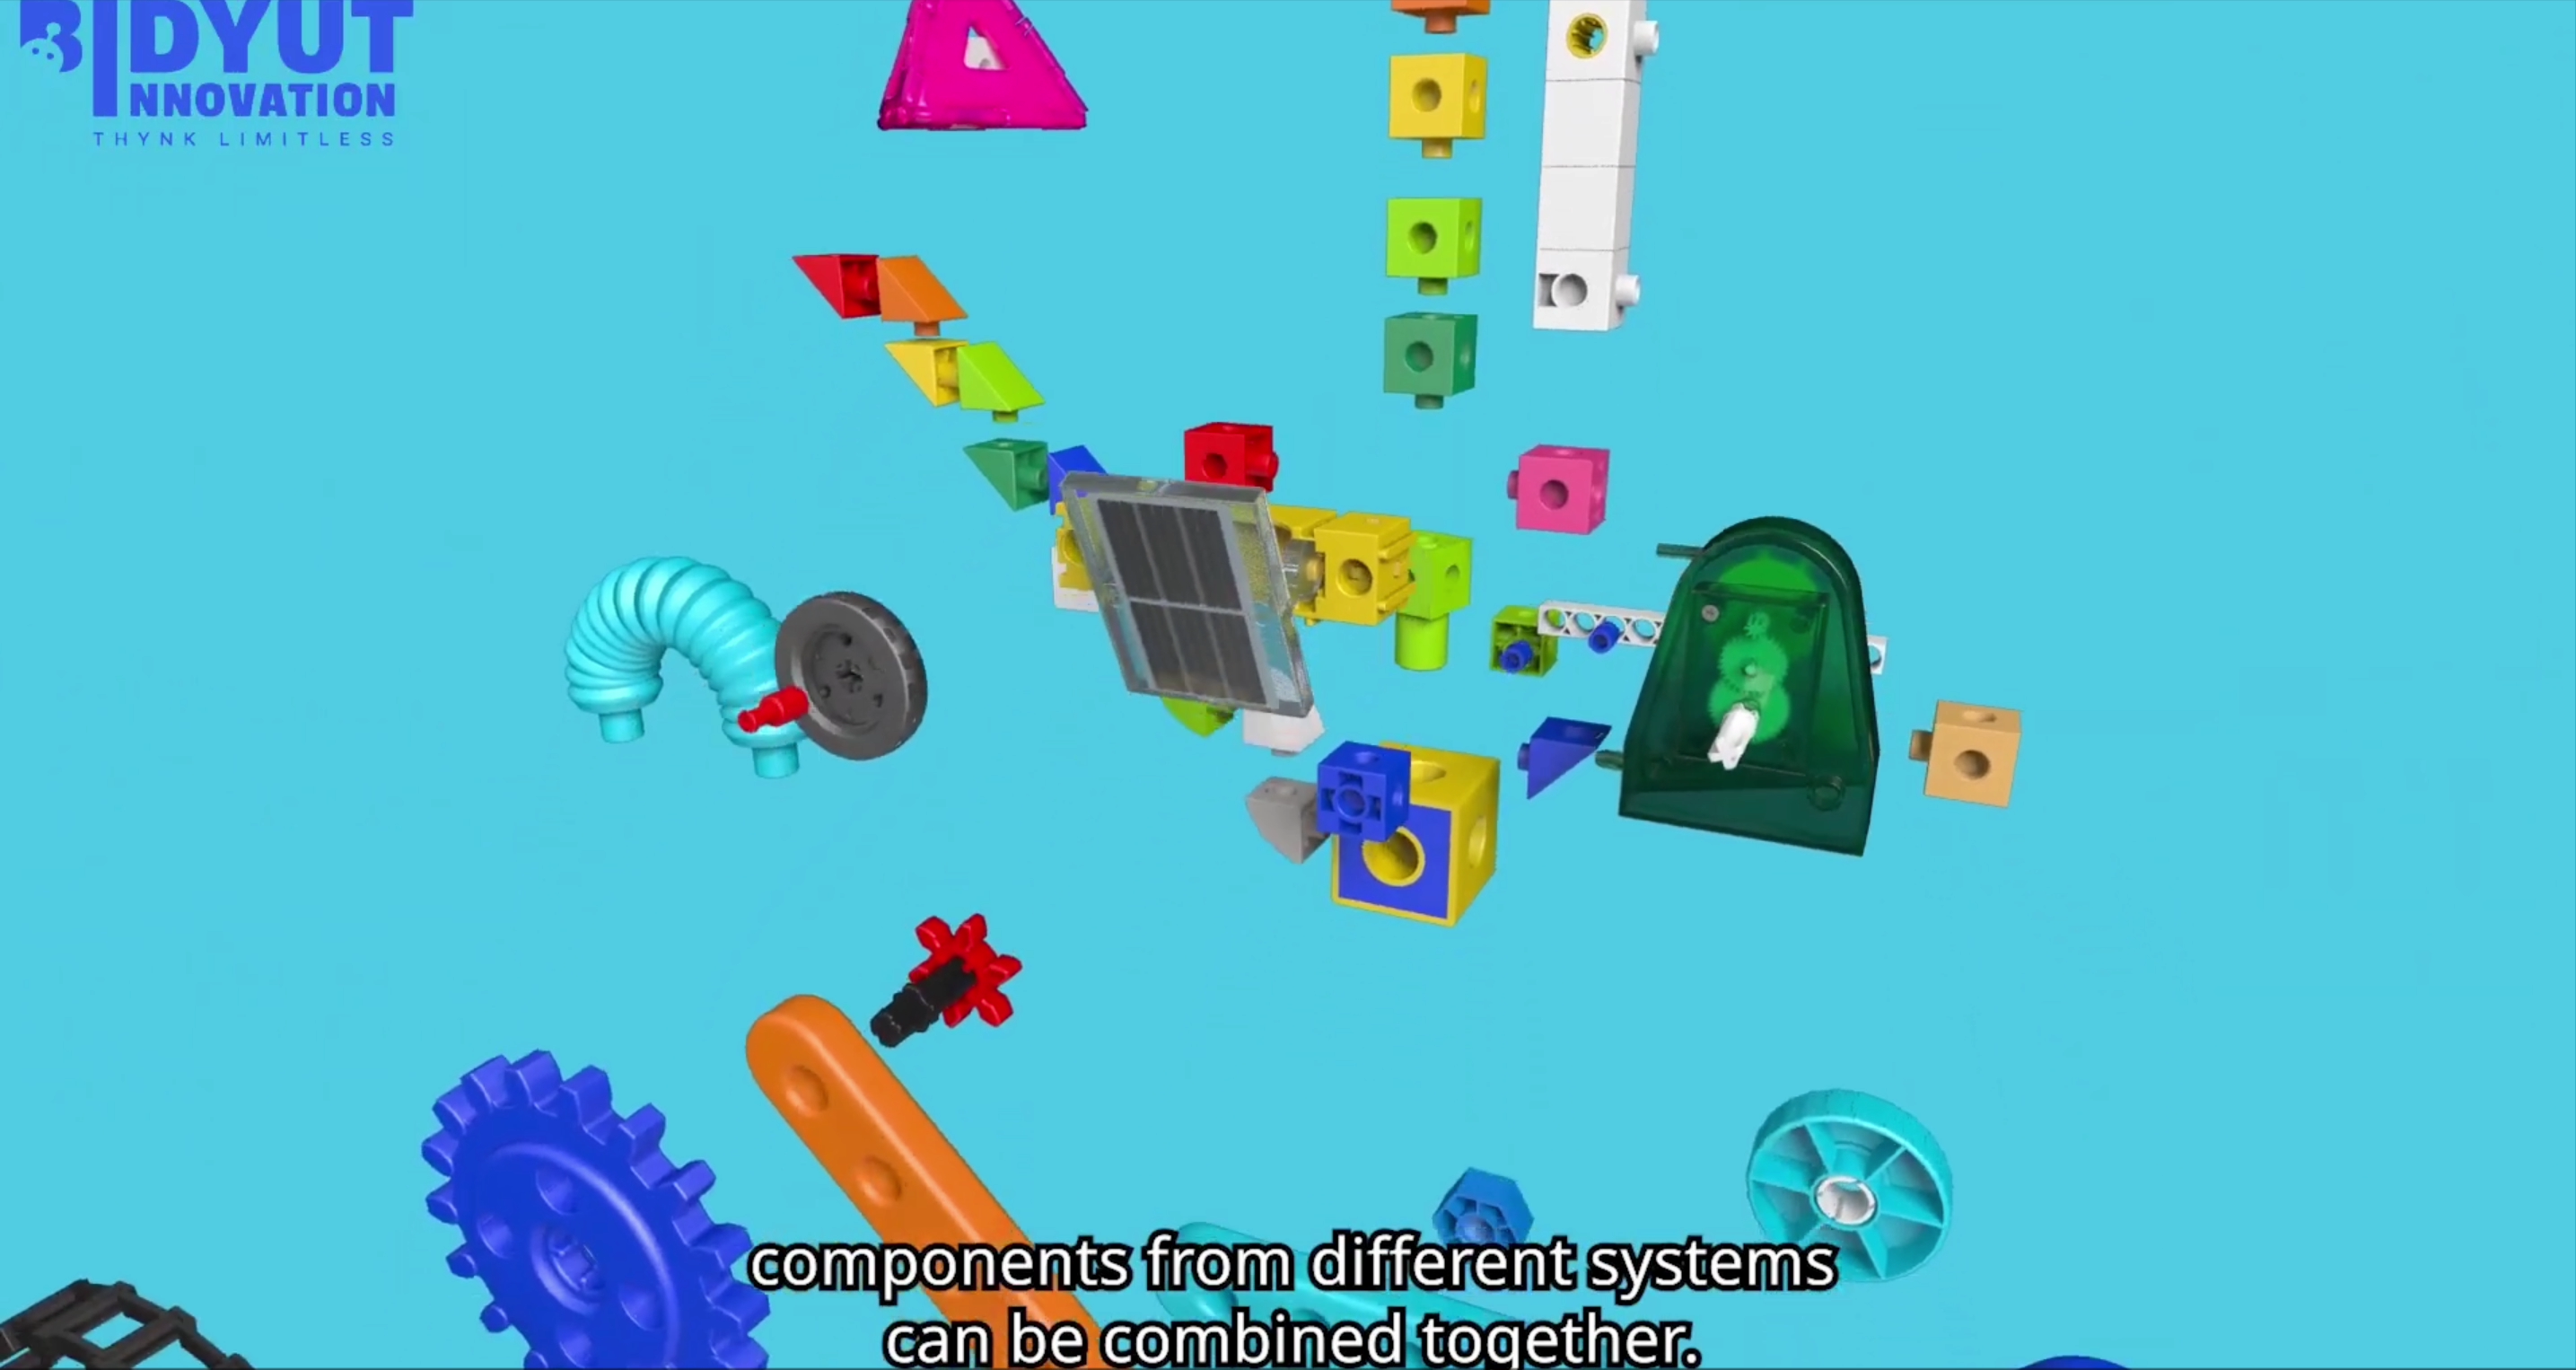 BIDYUT
INNOVATION
THYNK LIMITLESS
components from different systems
can be combined together.